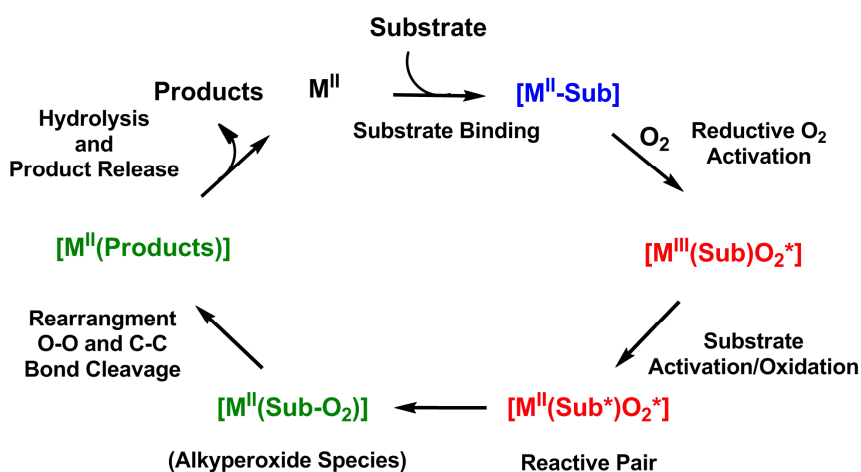 Substrate
Products
M^II
[M^II-Sub]
Hydrolysis
and
Product Release
Substrate Binding
O₂
Reductive O₂
Activation
[M^II(Products)]
[M^III(Sub)O₂*]
Rearrangment
O-O and C-C
Bond Cleavage
Substrate
Activation/Oxidation
[M^II(Sub-O₂)]
[M^II(Sub*)O₂*]
(Alkyperoxide Species)
Reactive Pair